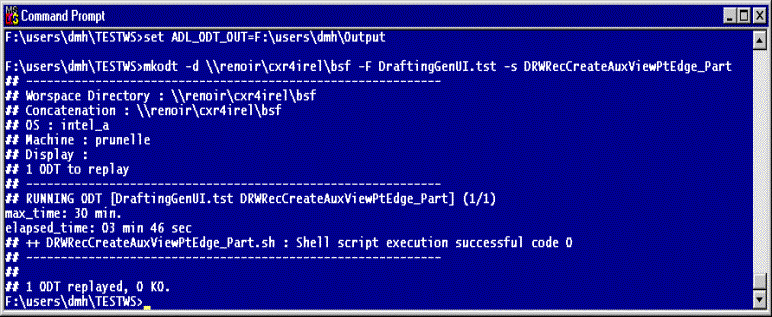 Command Prompt
F:\users\dmh\TESTWS>set ADL_ODT_OUT=F:\users\dmh\Output
F:\users\dmh\TESTWS>mkodt -d \\renoir\cxr4irel\bsf -F DraftingGenUI.tst -s DRWRecCreateAuxViewPtEdge_Part
## ----------------------------------------------------------
## Worspace Directory : \\renoir\cxr4irel\bsf
## Concatenation : \\renoir\cxr4irel\bsf
## OS : intel_a
## Machine : prunelle
## Display :
## 1 ODT to replay
## ----------------------------------------------------------
## RUNNING ODT [DraftingGenUI.tst DRWRecCreateAuxViewPtEdge_Part] (1/1)
max_time: 30 min.
elapsed_time: 03 min 46 sec
## ++ DRWRecCreateAuxViewPtEdge_Part.sh : Shell script execution successful code 0
## ----------------------------------------------------------
##
## 1 ODT replayed, 0 KO.
F:\users\dmh\TESTWS>_